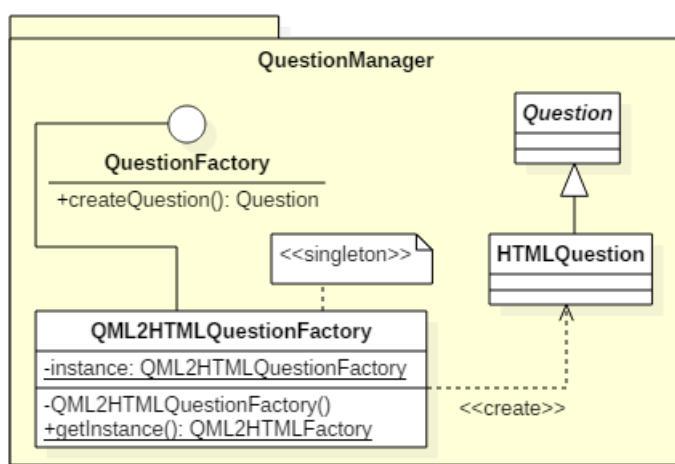 QuestionManager
QuestionFactory
+createQuestion(): Question
Question
<<singleton>>
HTMLQuestion
QML2HTMLQuestionFactory
-instance: QML2HTMLQuestionFactory
-QML2HTMLQuestionFactory()
+getInstance(): QML2HTMLFactory
<<create>>